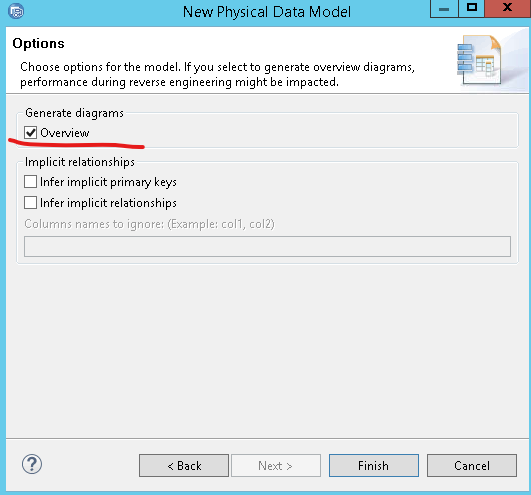 New Physical Data Model
Options
Choose options for the model. If you select to generate overview diagrams,
performance during reverse engineering might be impacted.
Generate diagrams
Overview
Implicit relationships
Infer implicit primary keys
Infer implicit relationships
Columns names to ignore: (Example: col1, col2)
?
< Back
Next >
Finish
Cancel